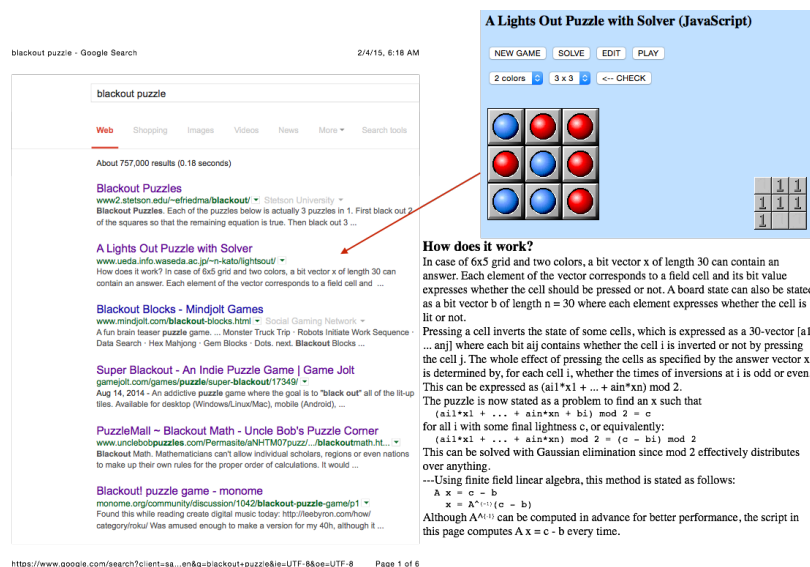 blackout puzzle - Google Search
2/4/15, 6:18 AM
blackout puzzle
Web Shopping Images Videos News More Search tools
About 757,000 results (0.18 seconds)
Blackout Puzzles
www2.stetson.edu/~efriedma/blackout/ Stetson University
Blackout Puzzles. Each of the puzzles below is actually 3 puzzles in 1. First black out 2
of the squares so that the remaining equation is true. Then black out 3 ...
A Lights Out Puzzle with Solver
www.ueda.info.waseda.ac.jp/~n-kato/lightsout/
How does it work? In case of 6x5 grid and two colors, a bit vector x of length 30 can
contain an answer. Each element of the vector corresponds to a field cell and ...
Blackout Blocks - Mindjolt Games
www.mindjolt.com/blackout-blocks.html Social Gaming Network
A fun brain teaser puzzle game. ... Monster Truck Trip · Robots Initiate Work Sequence ·
Data Search · Hex Mahjong · Gem Blocks · Dots. next. Blackout Blocks ...
Super Blackout - An Indie Puzzle Game | Game Jolt
gamejolt.com/games/puzzle/super-blackout/17349/
Aug 14, 2014 - An addictive puzzle game where the goal is to "black out" all of the lit-up
tiles. Available for desktop (Windows/Linux/Mac), mobile (Android), ...
PuzzleMall ~ Blackout Math - Uncle Bob's Puzzle Corner
www.unclebobpuzzles.com/Permasite/aNHTM07puzz/.../blackoutmath.ht...
Blackout Math. Mathematicians can't allow individual scholars, regions or even nations
to make up their own rules for the proper order of calculations. It would ...
Blackout! puzzle game - monome
monome.org/community/discussion/1042/blackout-puzzle-game/p1
Found this while reading create digital music today: http://leebyron.com/how/
category/roku/ Was amused enough to make a version for my 40h, although it ...
https://www.google.com/search?client=sa...en&q=blackout+puzzle&ie=UTF-8&oe=UTF-8
Page 1 of 6
A Lights Out Puzzle with Solver (JavaScript)
NEW GAME SOLVE EDIT PLAY
2 colors 3 x 3 <-- CHECK
1 1
1 1 1
1
How does it work?
In case of 6x5 grid and two colors, a bit vector x of length 30 can contain an
answer. Each element of the vector corresponds to a field cell and its bit value
expresses whether the cell should be pressed or not. A board state can also be stated
as a bit vector b of length n = 30 where each element expresses whether the cell is
lit or not.
Pressing a cell inverts the state of some cells, which is expressed as a 30-vector [a1
... anj] where each bit aij contains whether the cell i is inverted or not by pressing
the cell j. The whole effect of pressing the cells as specified by the answer vector x
is determined by, for each cell i, whether the times of inversions at i is odd or even.
This can be expressed as (ai1*x1 + ... + ain*xn) mod 2.
The puzzle is now stated as a problem to find an x such that
(ai1*x1 + ... + ain*xn + bi) mod 2 = c
for all i with some final lightness c, or equivalently:
(ai1*x1 + ... + ain*xn) mod 2 = (c - bi) mod 2
This can be solved with Gaussian elimination since mod 2 effectively distributes
over anything.
---Using finite field linear algebra, this method is stated as follows:
A x = c - b
x = A^(-1)(c - b)
Although A^(-1) can be computed in advance for better performance, the script in
this page computes A x = c - b every time.